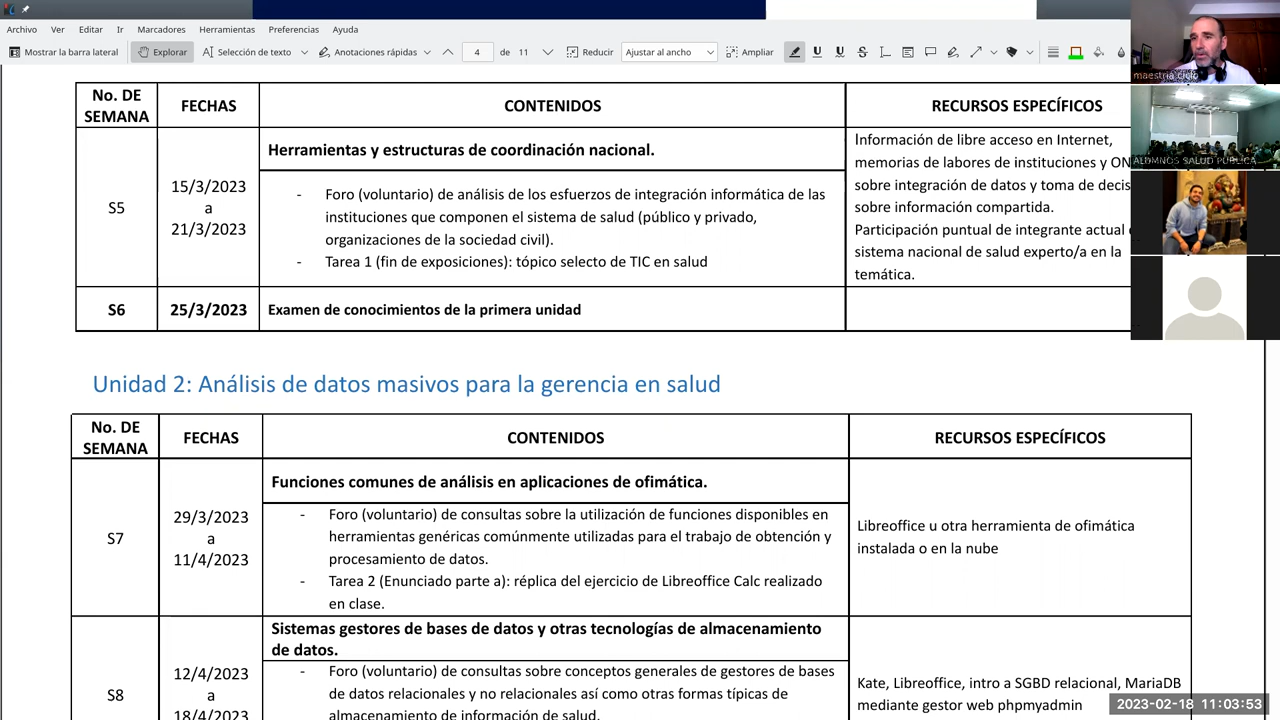 Archivo Ver Editar Ir Marcadores Herramientas Preferencias Ayuda
Mostrar la barra lateral Explorar Selección de texto Anotaciones rápidas 4 de 11 Reducir Ajustar al ancho Ampliar
maestria ciclo
ALUMNOS SALUD PUBLICA
No. DE SEMANA FECHAS CONTENIDOS RECURSOS ESPECÍFICOS
S5
15/3/2023
a
21/3/2023
Herramientas y estructuras de coordinación nacional.
- Foro (voluntario) de análisis de los esfuerzos de integración informática de las
instituciones que componen el sistema de salud (público y privado,
organizaciones de la sociedad civil).
- Tarea 1 (fin de exposiciones): tópico selecto de TIC en salud
Información de libre acceso en Internet,
memorias de labores de instituciones y ON
sobre integración de datos y toma de decis
sobre información compartida.
Participación puntual de integrante actual
sistema nacional de salud experto/a en la
temática.
S6 25/3/2023 Examen de conocimientos de la primera unidad
Unidad 2: Análisis de datos masivos para la gerencia en salud
No. DE SEMANA FECHAS CONTENIDOS RECURSOS ESPECÍFICOS
S7
29/3/2023
a
11/4/2023
Funciones comunes de análisis en aplicaciones de ofimática.
- Foro (voluntario) de consultas sobre la utilización de funciones disponibles en
herramientas genéricas comúnmente utilizadas para el trabajo de obtención y
procesamiento de datos.
- Tarea 2 (Enunciado parte a): réplica del ejercicio de Libreoffice Calc realizado
en clase.
Libreoffice u otra herramienta de ofimática
instalada o en la nube
S8
12/4/2023
a
18/4/2023
Sistemas gestores de bases de datos y otras tecnologías de almacenamiento
de datos.
- Foro (voluntario) de consultas sobre conceptos generales de gestores de bases
de datos relacionales y no relacionales así como otras formas típicas de
almacenamiento de información de salud.
Kate, Libreoffice, intro a SGBD relacional, MariaDB
mediante gestor web phpmyadmin
2023-02-18 11:03:53